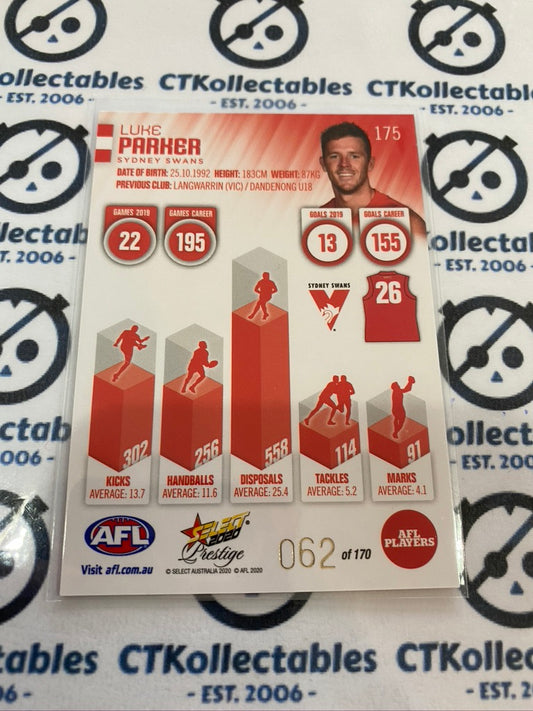 CTKollectables
- EST. 2006 -
CTKollectables
- EST. 2006 -
LUKE
PARKER
SYDNEY SWANS
175
DATE OF BIRTH: 25.10.1992 HEIGHT: 183CM WEIGHT: 87KG
PREVIOUS CLUB: LANGWARRIN (VIC) / DANDENONG U18
GAMES 2019
22
GAMES CAREER
195
GOALS 2019
13
GOALS CAREER
155
ollectables
2006 -
SYDNEY SWANS
26
302
256
558
114
91
KICKS
AVERAGE: 13.7
HANDBALLS
AVERAGE: 11.6
DISPOSALS
AVERAGE: 25.4
TACKLES
AVERAGE: 5.2
MARKS
AVERAGE: 4.1
AFL
Visit afl.com.au
SELECT
2020
Prestige
© SELECT AUSTRALIA 2020 © AFL 2020
062 of 170
AFL
PLAYERS
CTKollectables
- EST. 2006 -
CTKollectables
- EST. 2006 -